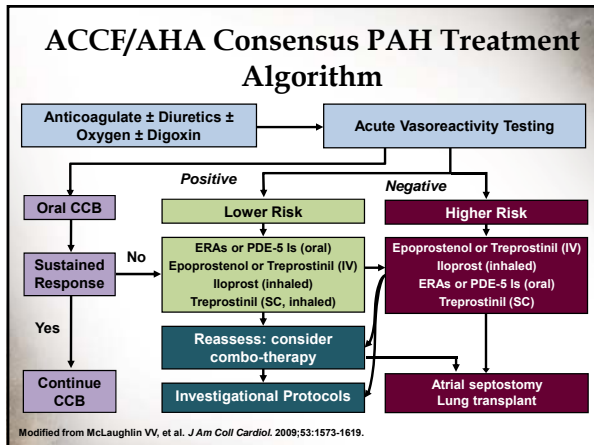 ACCF/AHA Consensus PAH Treatment
Algorithm
Anticoagulate ± Diuretics ±
Oxygen ± Digoxin
Acute Vasoreactivity Testing
Positive
Negative
Oral CCB
Lower Risk
Higher Risk
No
Sustained
Response
ERAs or PDE-5 Is (oral)
Epoprostenol or Treprostinil (IV)
Iloprost (inhaled)
Treprostinil (SC, inhaled)
Epoprostenol or Treprostinil (IV)
Iloprost (inhaled)
ERAs or PDE-5 Is (oral)
Treprostinil (SC)
Yes
Reassess: consider
combo-therapy
Continue
CCB
Investigational Protocols
Atrial septostomy
Lung transplant
Modified from McLaughlin VV, et al. J Am Coll Cardiol. 2009;53:1573-1619.